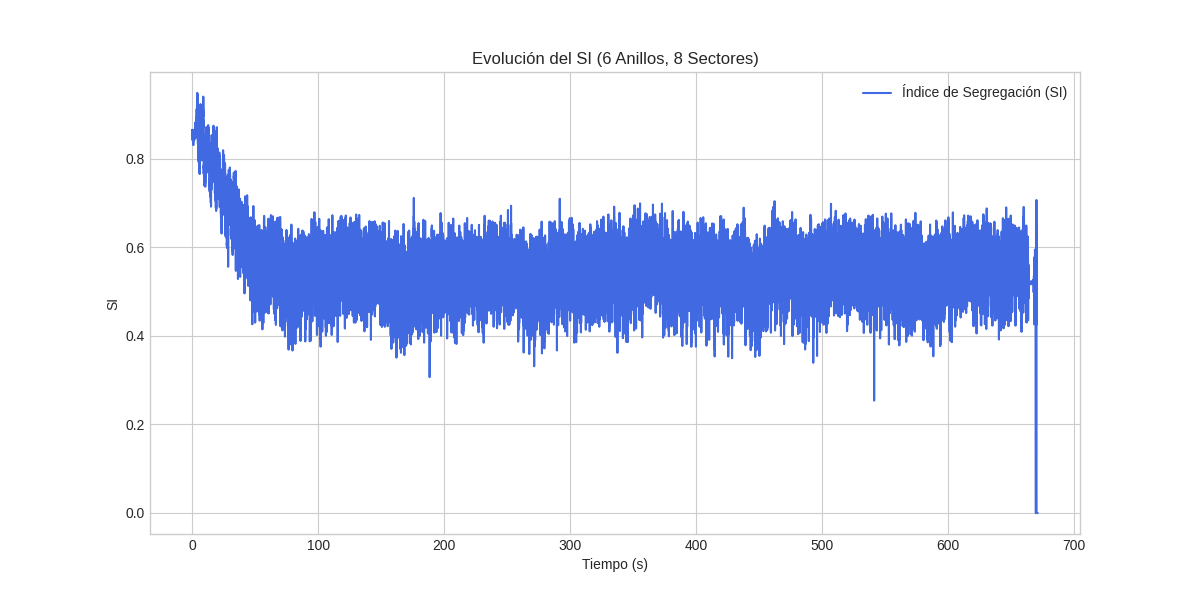 Evolución del SI (6 Anillos, 8 Sectores)
Índice de Segregación (SI)
SI
0.8
0.6
0.4
0.2
0.0
0 100 200 300 400 500 600 700
Tiempo (s)